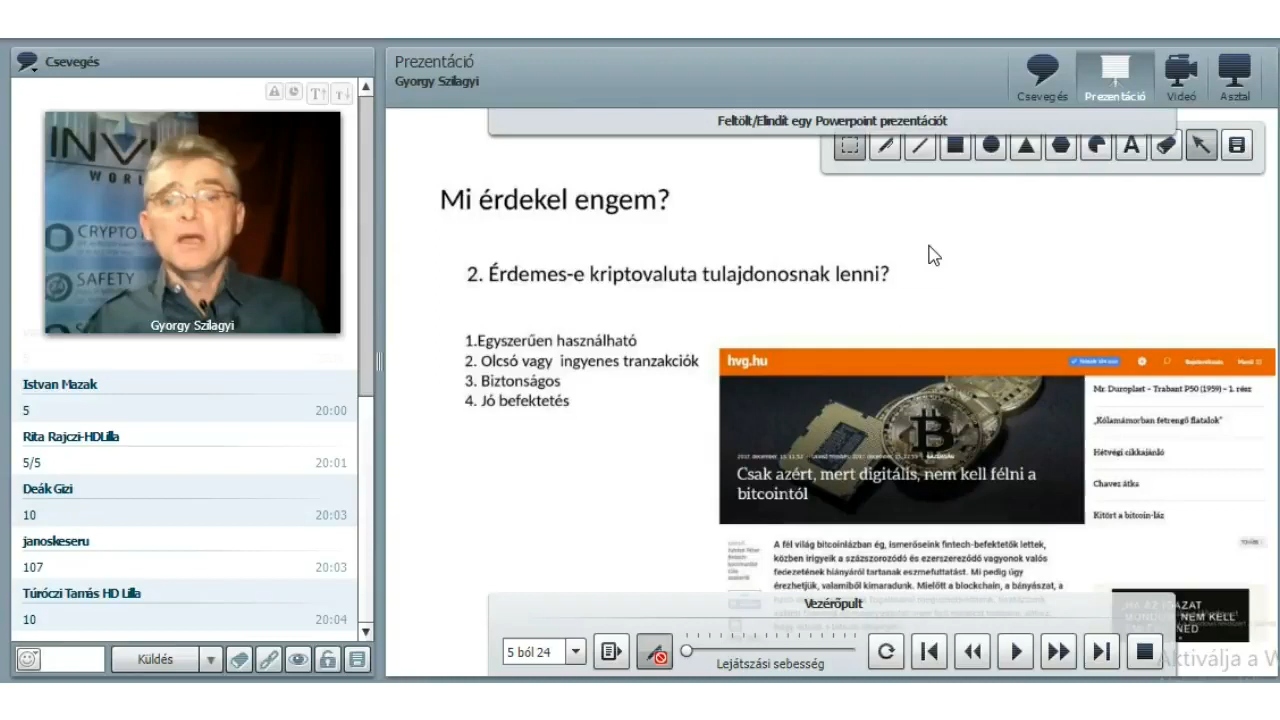 Csevegés
INV
WORL
CRYPTO
SAFETY
Gyorgy Szilagyi
Istvan Mazak
5 20:00
Rita Rajczi-HDLilla
5/5 20:01
Deák Gizi
10 20:03
janoskeseru
107 20:03
Túróczi Tamás HD Lilla
10 20:04
Küldés
Prezentáció
Gyorgy Szilagyi
Csevegés Prezentáció Videó Asztal
Feltölt/Elindít egy Powerpoint prezentációt
Mi érdekel engem?
2. Érdemes-e kriptovaluta tulajdonosnak lenni?
1.Egyszerűen használható
2. Olcsó vagy ingyenes tranzakciók
3. Biztonságos
4. Jó befektetés
hvg.hu
Csak azért, mert digitális, nem kell félni a
bitcointól
Mr. Duroplast – Trabant P50 (1959) – 1. rész
„Kólamámorban fetrengő fiatalok"
Hétvégi cikkajánló
Chavez átka
Kitört a bitcoin-láz
A fél világ bitcoinlázban ég, ismerőseink fintech-befektetők lettek,
közben irigyeik a százszorozódó és ezerszereződő vagyonok valós
fedezetének hiányáról tartanak eszmefuttatást. Mi pedig úgy
érezhetjük, valamiből kimaradunk. Mielőtt a blockchain, a bányászat, a
Vezérőpult
5 ból 24
Lejátszási sebesség
Aktiválja a W